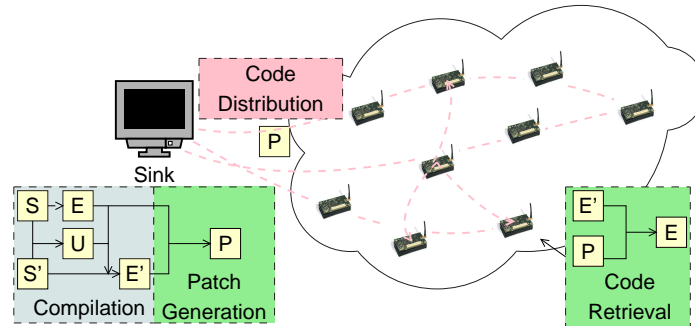 Code
Distribution
P
Sink
S
E
U
S'
E'
P
Compilation
Patch
Generation
E'
P
E
Code
Retrieval